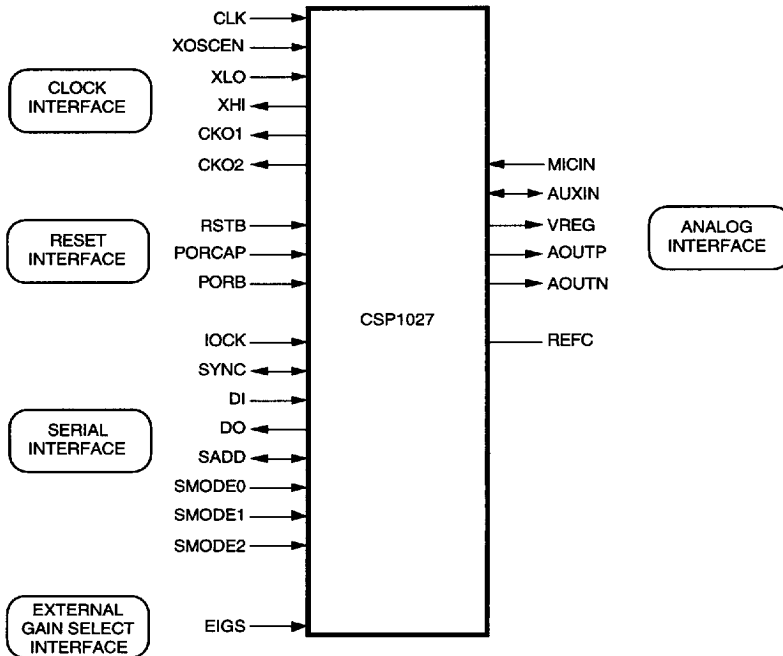 CLOCK
INTERFACE
CLK
XOSCEN
XLO
XHI
CKO1
CKO2
RESET
INTERFACE
RSTB
PORCAP
PORB
SERIAL
INTERFACE
IOCK
SYNC
DI
DO
SADD
SMODE0
SMODE1
SMODE2
EXTERNAL
GAIN SELECT
INTERFACE
EIGS
CSP1027
MICIN
AUXIN
VREG
AOUTP
AOUTN
REFC
ANALOG
INTERFACE